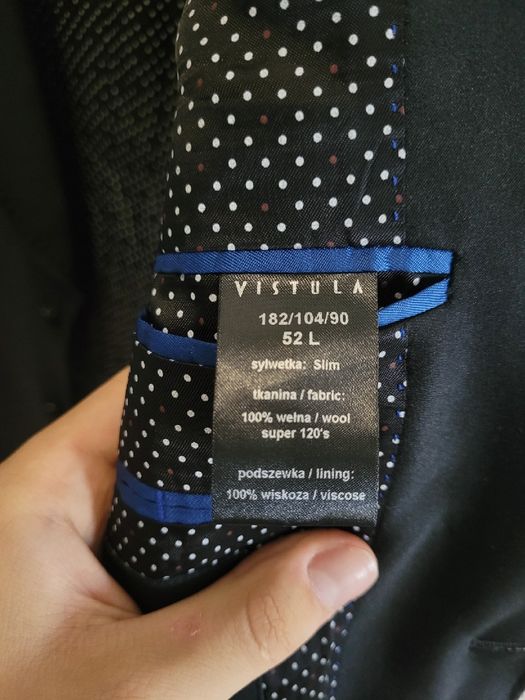 VISTULA
182/104/90
52 L
sylwetka: Slim
tkanina / fabric:
100% wełna / wool
super 120's
podszewka / lining:
100% wiskoza / viscose